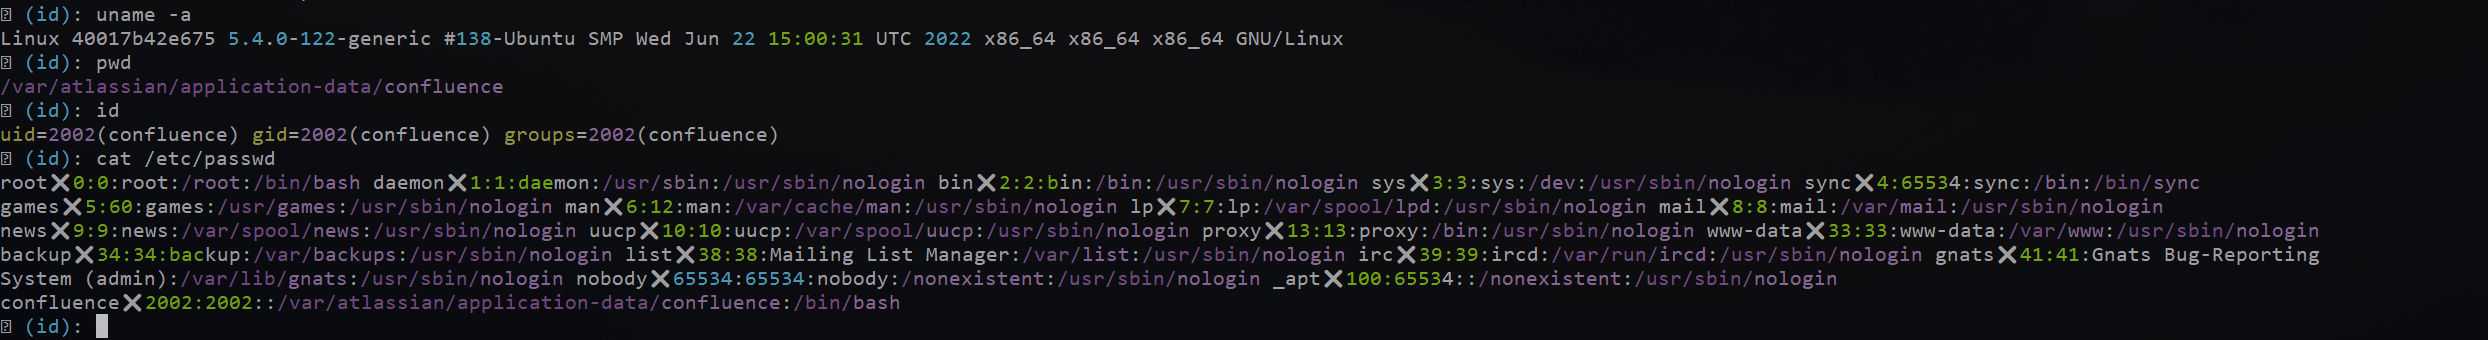 (id): uname -a
Linux 40017b42e675 5.4.0-122-generic #138-Ubuntu SMP Wed Jun 22 15:00:31 UTC 2022 x86_64 x86_64 x86_64 GNU/Linux
(id): pwd
/var/atlassian/application-data/confluence
(id): id
uid=2002(confluence) gid=2002(confluence) groups=2002(confluence)
(id): cat /etc/passwd
root❌0:0:root:/root:/bin/bash daemon❌1:1:daemon:/usr/sbin:/usr/sbin/nologin bin❌2:2:bin:/bin:/usr/sbin/nologin sys❌3:3:sys:/dev:/usr/sbin/nologin sync❌4:65534:sync:/bin:/bin/sync
games❌5:60:games:/usr/games:/usr/sbin/nologin man❌6:12:man:/var/cache/man:/usr/sbin/nologin lp❌7:7:lp:/var/spool/lpd:/usr/sbin/nologin mail❌8:8:mail:/var/mail:/usr/sbin/nologin
news❌9:9:news:/var/spool/news:/usr/sbin/nologin uucp❌10:10:uucp:/var/spool/uucp:/usr/sbin/nologin proxy❌13:13:proxy:/bin:/usr/sbin/nologin www-data❌33:33:www-data:/var/www:/usr/sbin/nologin
backup❌34:34:backup:/var/backups:/usr/sbin/nologin list❌38:38:Mailing List Manager:/var/list:/usr/sbin/nologin irc❌39:39:ircd:/var/run/ircd:/usr/sbin/nologin gnats❌41:41:Gnats Bug-Reporting
System (admin):/var/lib/gnats:/usr/sbin/nologin nobody❌65534:65534:nobody:/nonexistent:/usr/sbin/nologin _apt❌100:65534::/nonexistent:/usr/sbin/nologin
confluence❌2002:2002::/var/atlassian/application-data/confluence:/bin/bash
(id):